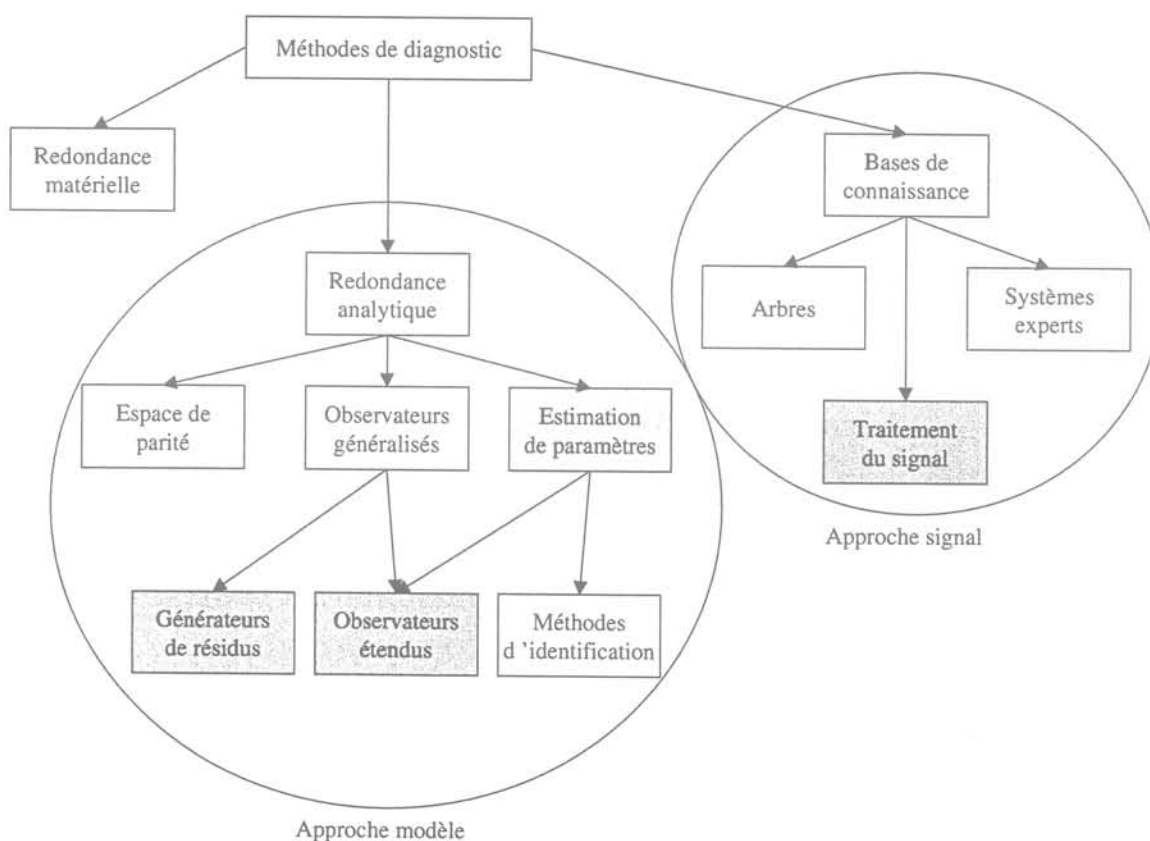 Méthodes de diagnostic
Redondance
matérielle
Bases de
connaissance
Redondance
analytique
Arbres
Systèmes
experts
Espace de
parité
Observateurs
généralisés
Estimation
de paramètres
Traitement
du signal
Approche signal
Générateurs
de résidus
Observateurs
étendus
Méthodes
d 'identification
Approche modèle